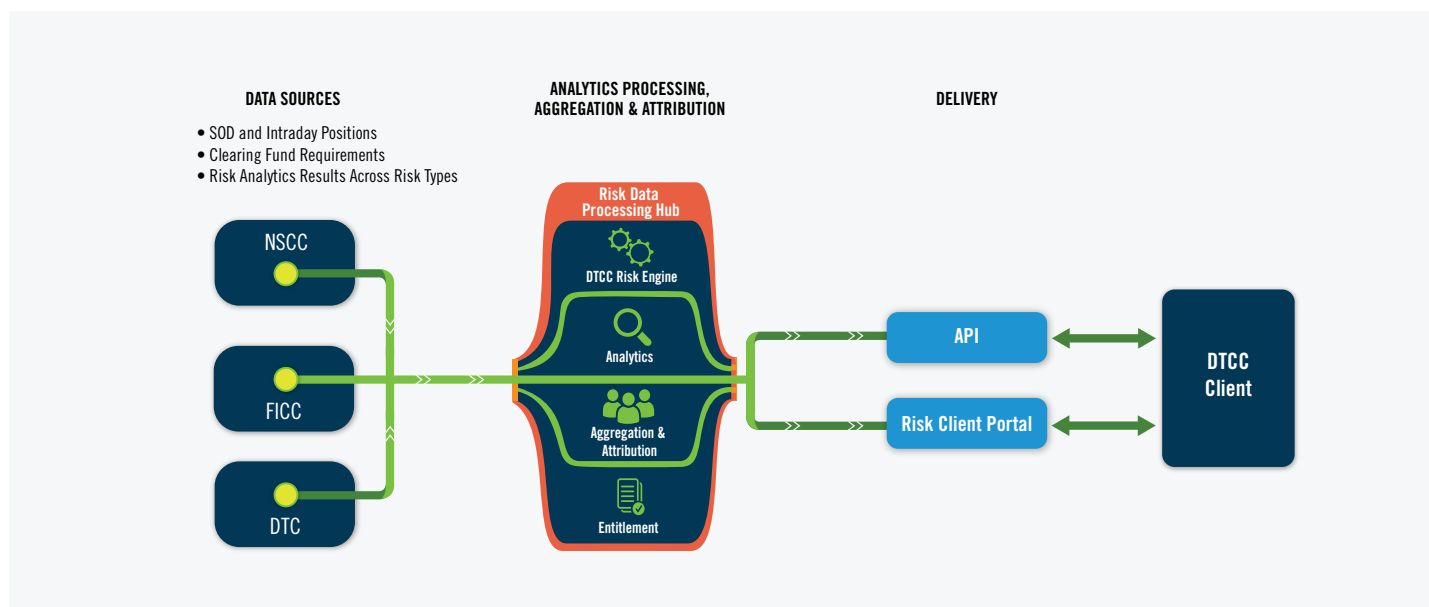 DATA SOURCES
• SOD and Intraday Positions
• Clearing Fund Requirements
• Risk Analytics Results Across Risk Types
NSCC
FICC
DTC
ANALYTICS PROCESSING,
AGGREGATION & ATTRIBUTION
Risk Data
Processing Hub
DTCC Risk Engine
Analytics
Aggregation &
Attribution
Entitlement
DELIVERY
API
Risk Client Portal
DTCC
Client